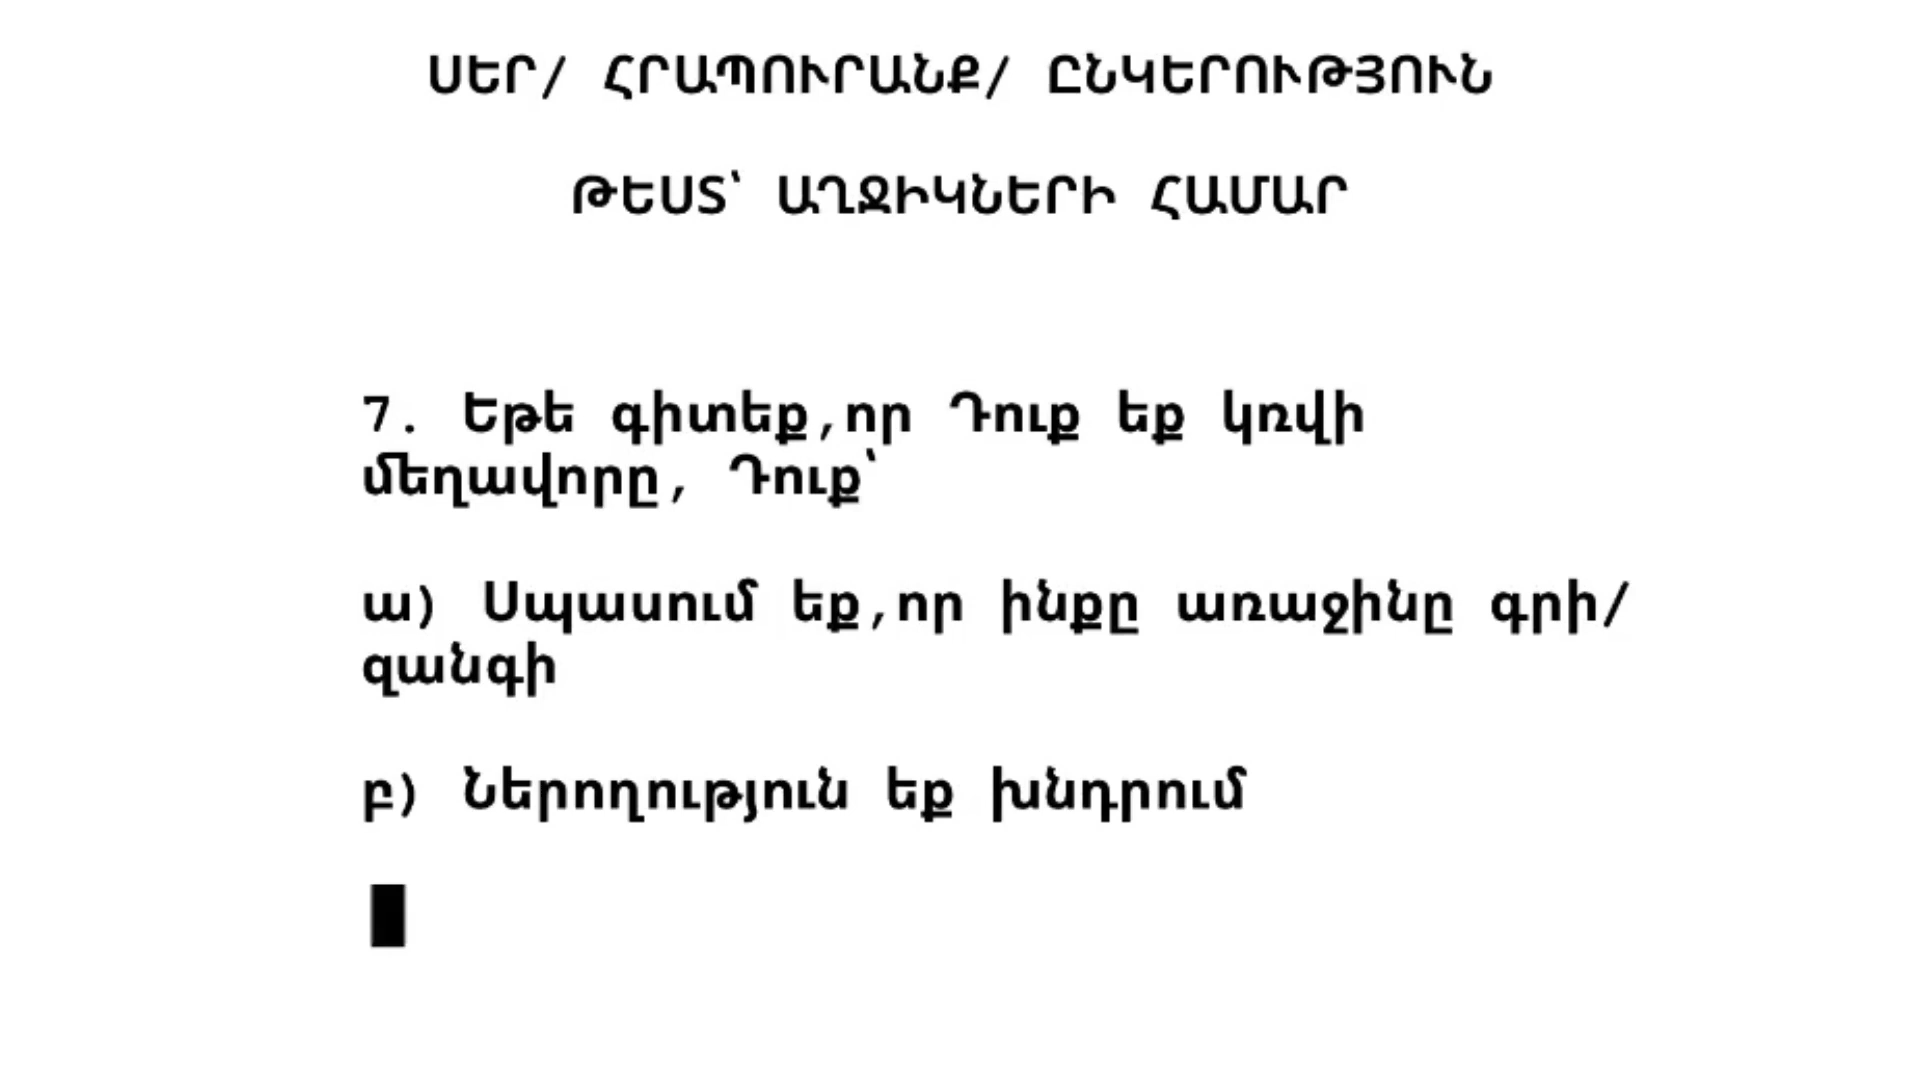 ՍԵՐ/ ՀՐԱՊՈՒՐԱՆՔ/ ԸՆԿԵՐՈՒԹՅՈՒՆ
ԹԵՍՏ՝ ԱՂՋԻԿՆԵՐԻ ՀԱՄԱՐ
7. Եթե գիտեք,որ Դուք եք կռվի
մեղավորը, Դուք՝
ա) Սպասում եք,որ ինքը առաջինը գրի/
զանգի
բ) Ներողություն եք խնդրում